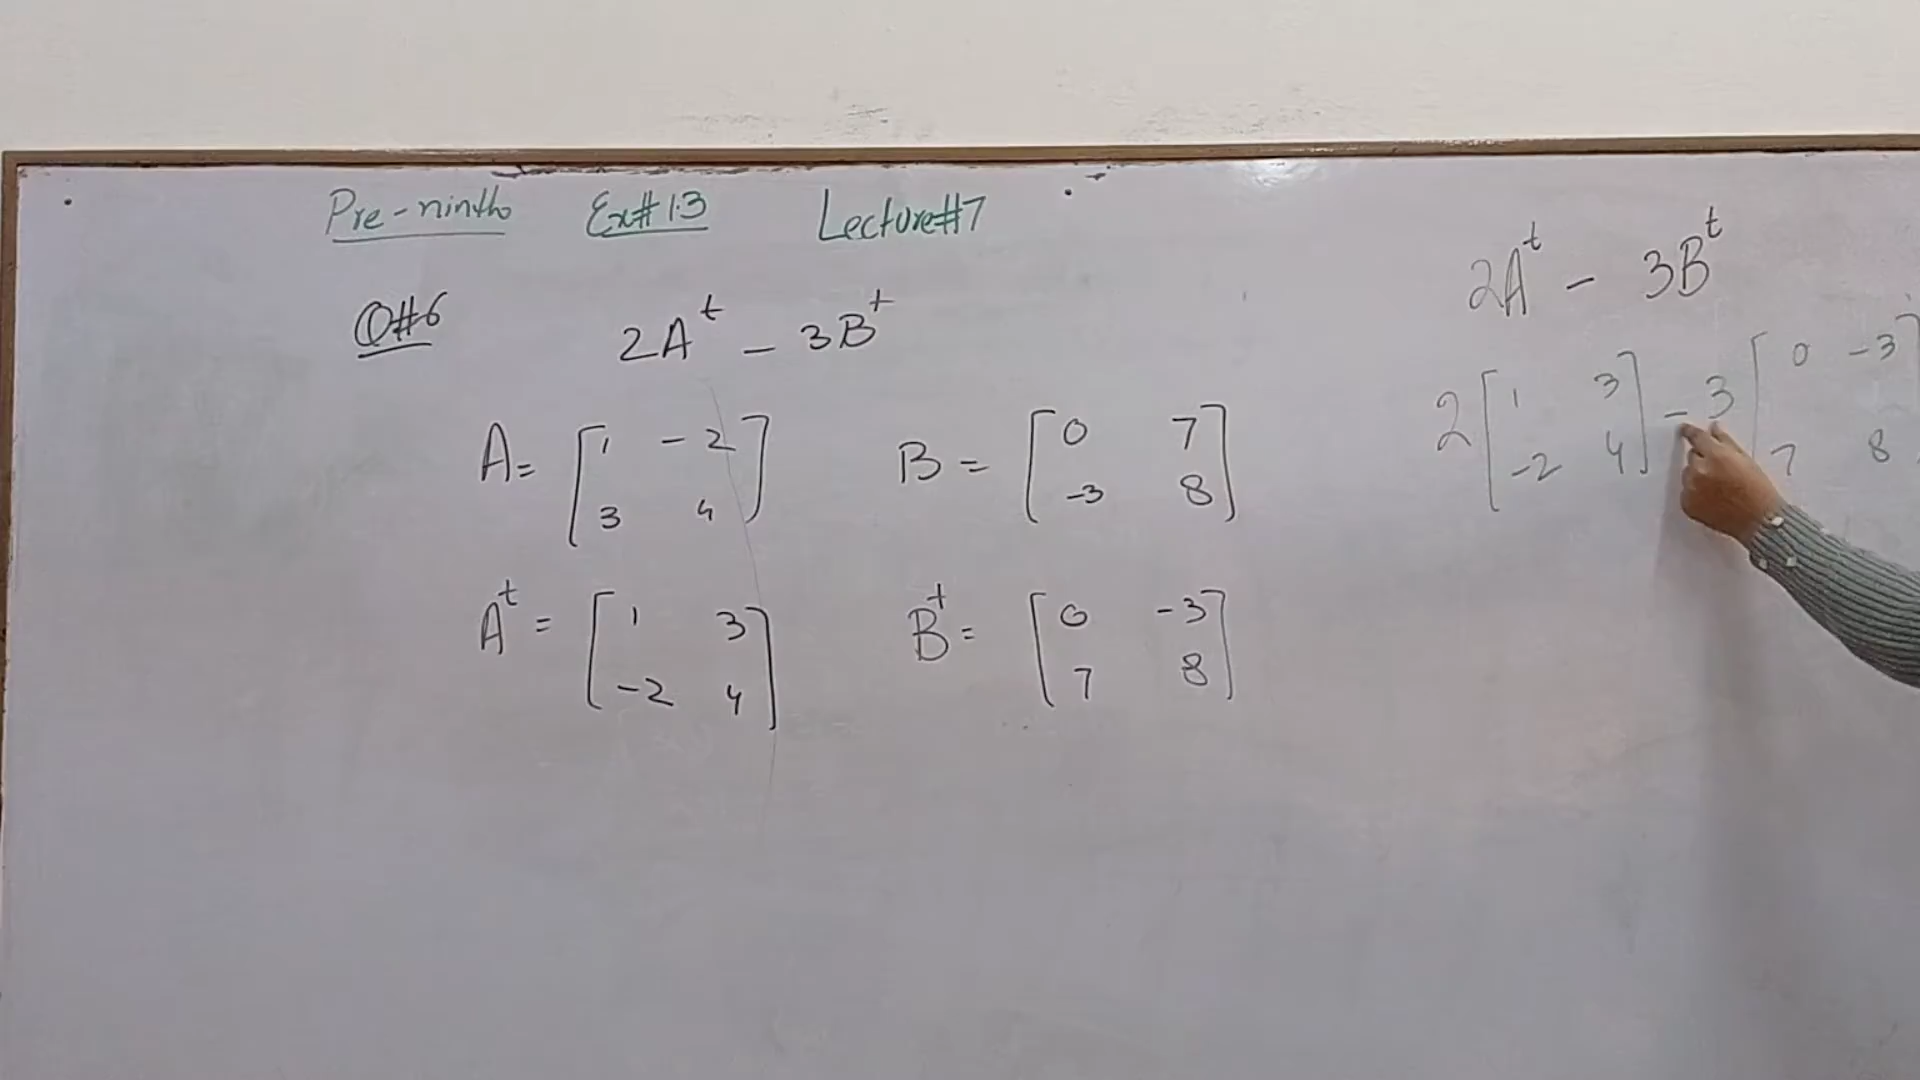 Pre-ninth Ex#1.3 Lecture#7
Q#6 2A^t - 3B^t
A= [1 -2
3 4] B = [0 7
-3 8]
A^t = [1 3
-2 4] B^t = [0 -3
7 8]
2A^t - 3B^t
2[1 3
-2 4] - 3[0 -3
7 8]